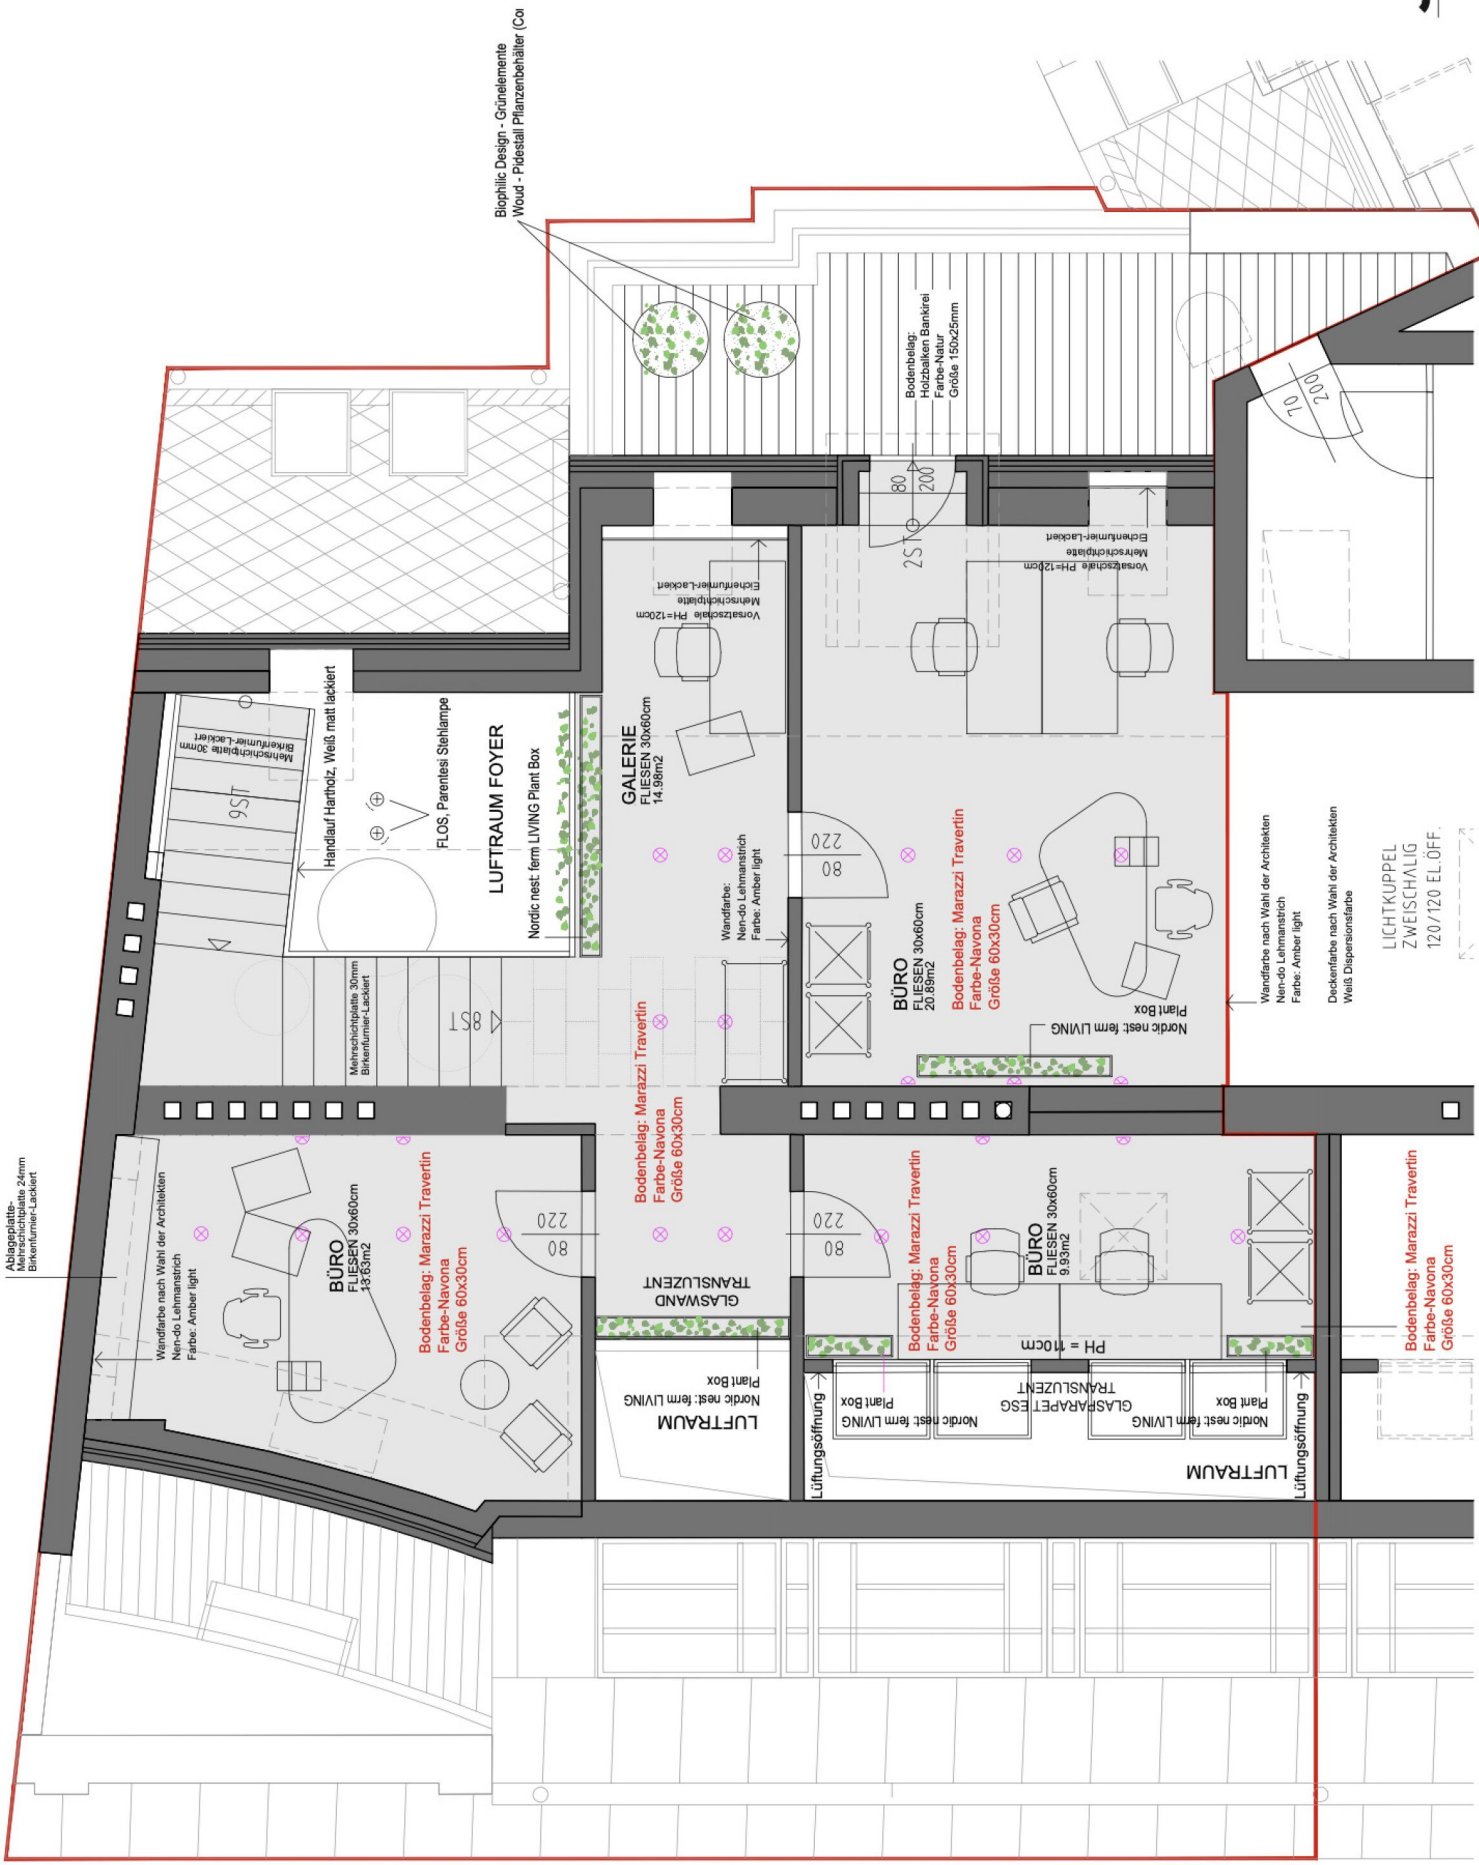 Biophilic Design - Grünelemente
Woud - Pidestall Pflanzenbehälter (Co
Bodenbelag:
Holzbalken Bankirei
Farbe-Natur
Größe 150x25mm
70
200
80
200
2ST
Vorsatzschale PH=120cm
Mehrschichtplatte
Eichenfurnier-Lackiert
Vorsatzschale PH=120cm
Mehrschichtplatte
Eichenfurnier-Lackiert
Mehrschichtplatte 30mm
Birkenfurnier-Lackiert
9ST
Handlauf Hartholz, Weiß matt lackiert
FLOS, Parentesi Stehlampe
LUFTRAUM FOYER
Nordic nest: ferm LIVING Plant Box
GALERIE
FLIESEN 30x60cm
14.98m2
Wandfarbe:
Nen-do Lehmanstrich
Farbe: Amber light
80
220
Mehrschichtplatte 30mm
Birkenfurnier-Lackiert
8ST
Bodenbelag: Marazzi Travertin
Farbe-Navona
Größe 60x30cm
BÜRO
FLIESEN 30x60cm
20.89m2
Bodenbelag: Marazzi Travertin
Farbe-Navona
Größe 60x30cm
Nordic nest: ferm LIVING
Plant Box
Wandfarbe nach Wahl der Architekten
Nen-do Lehmanstrich
Farbe: Amber light
Deckenfarbe nach Wahl der Architekten
Weiß Dispersionsfarbe
LICHTKUPPEL
ZWEISCHALIG
120/120 EL.ÖFF.
Ablageplatte-
Mehrschichtplatte 24mm
Birkenfurnier-Lackiert
Wandfarbe nach Wahl der Architekten
Nen-do Lehmanstrich
Farbe: Amber light
BÜRO
FLIESEN 30x60cm
13.63m2
Bodenbelag: Marazzi Travertin
Farbe-Navona
Größe 60x30cm
80
220
GLASWAND
TRANSLUZENT
Nordic nest: ferm LIVING
Plant Box
LUFTRAUM
80
220
Bodenbelag: Marazzi Travertin
Farbe-Navona
Größe 60x30cm
BÜRO
FLIESEN 30x60cm
9.93m2
PH = 110cm
GLASPARAPET ESG
TRANSLUZENT
Nordic nest: ferm LIVING
Plant Box
Nordic nest: ferm LIVING
Plant Box
Lüftungsöffnung
Lüftungsöffnung
LUFTRAUM
Bodenbelag: Marazzi Travertin
Farbe-Navona
Größe 60x30cm